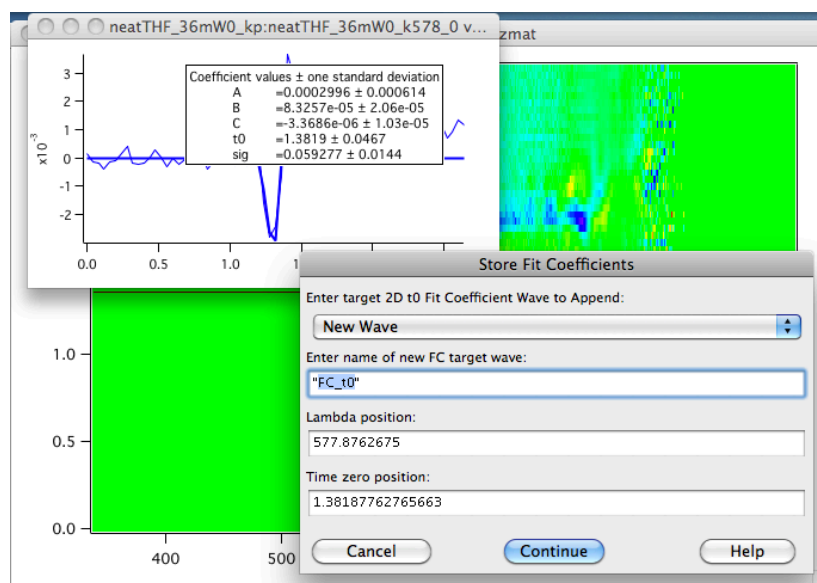 neatTHF_36mW0_kp:neatTHF_36mW0_k578_0 v...
zmat
Coefficient values ± one standard deviation
A =0.0002996 ± 0.000614
B =8.3257e-05 ± 2.06e-05
C =-3.3686e-06 ± 1.03e-05
t0 =1.3819 ± 0.0467
sig =0.059277 ± 0.0144
3
2
1
0
-1
-2
x10⁻³
0.0 0.5 1.0 1
Store Fit Coefficients
Enter target 2D t0 Fit Coefficient Wave to Append:
New Wave
Enter name of new FC target wave:
"FC_t0"
Lambda position:
577.8762675
Time zero position:
1.38187762765663
Cancel Continue Help
1.0
0.5
0.0
400 500